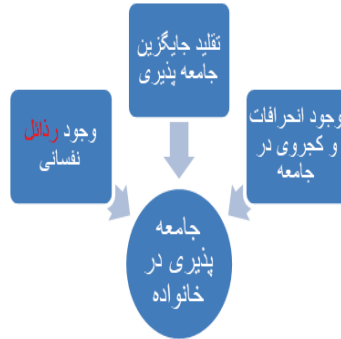 تقلید جایگزین
جامعه پذیری
وجود انحرافات
و کجروی در
جامعه
وجود رذائل
نفسانی
جامعه
پذیری در
خانواده